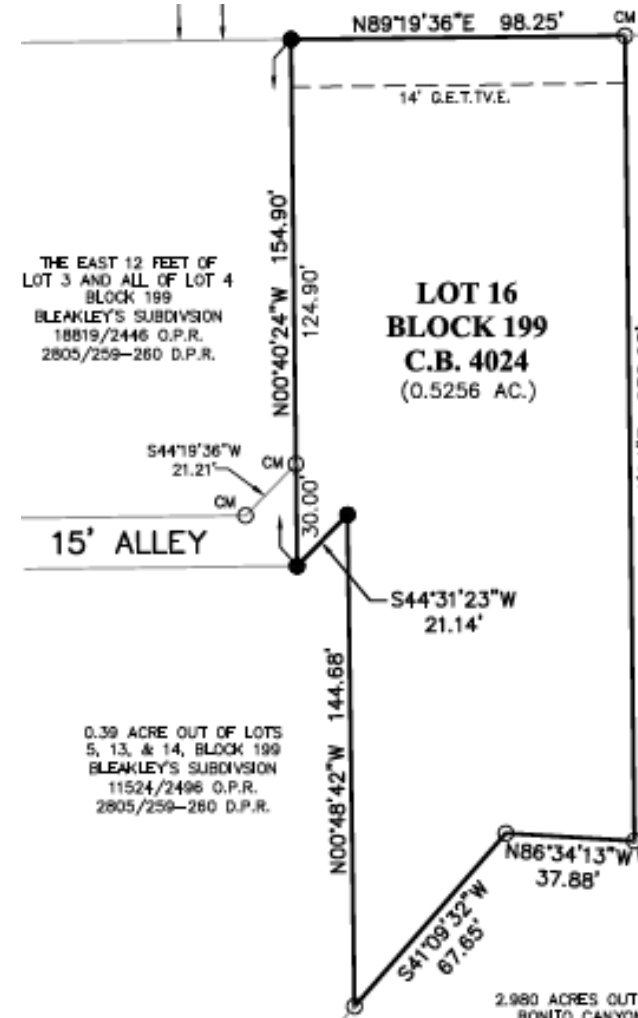 N89°19'36"E 98.25'
CM
14' G.E.T.TV.E.
N00°40'24"W 154.90'
124.90'
THE EAST 12 FEET OF
LOT 3 AND ALL OF LOT 4
BLOCK 199
BLEAKLEY'S SUBDIVSION
18819/2446 O.P.R.
2805/259-260 D.P.R.
LOT 16
BLOCK 199
C.B. 4024
(0.5256 AC.)
S44°19'36"W
21.21'
CM
CM
30.00'
15' ALLEY
S44°31'23"W
21.14'
N00°48'42"W 144.68'
0.39 ACRE OUT OF LOTS
5, 13, & 14, BLOCK 199
BLEAKLEY'S SUBDIVSION
11524/2496 O.P.R.
2805/259-260 D.P.R.
N86°34'13"W
37.88'
S41°09'32"W
67.65'
2.980 ACRES OUT
BONITO CANYON